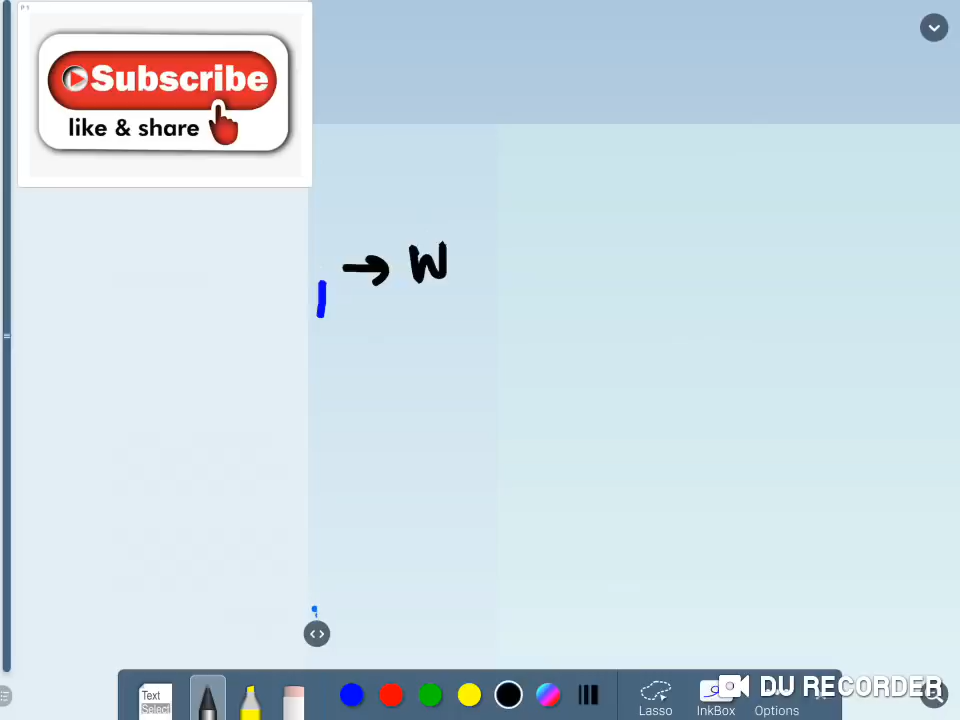 P 1
Subscribe
like & share
→ W
Text
Select
Lasso
InkBox
Options
DU RECORDER